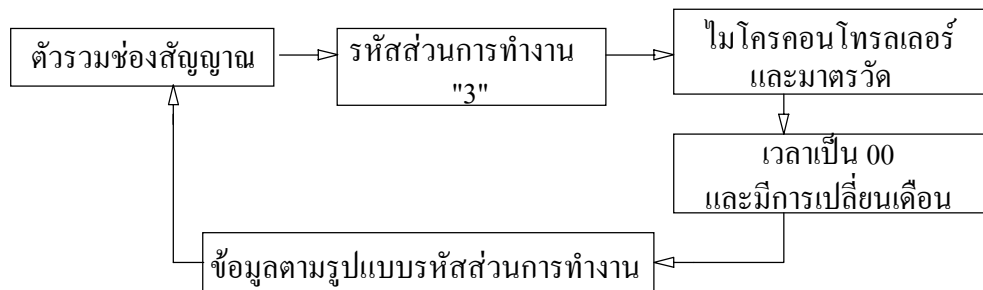 ตัวรวมช่องสัญญาณ
รหัสส่วนการทำงาน
"3"
ไมโครคอนโทรลเลอร์
และมาตรวัด
เวลาเป็น 00
และมีการเปลี่ยนเดือน
ข้อมูลตามรูปแบบรหัสส่วนการทำงาน